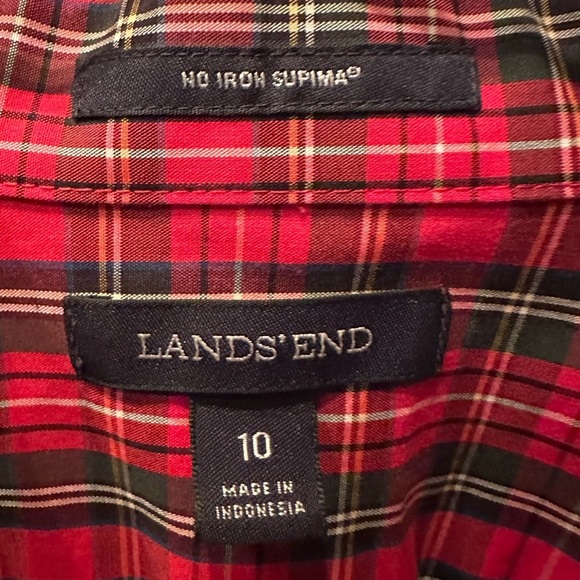 NO IRON SUPIMA®
LANDS' END
10
MADE IN
INDONESIA